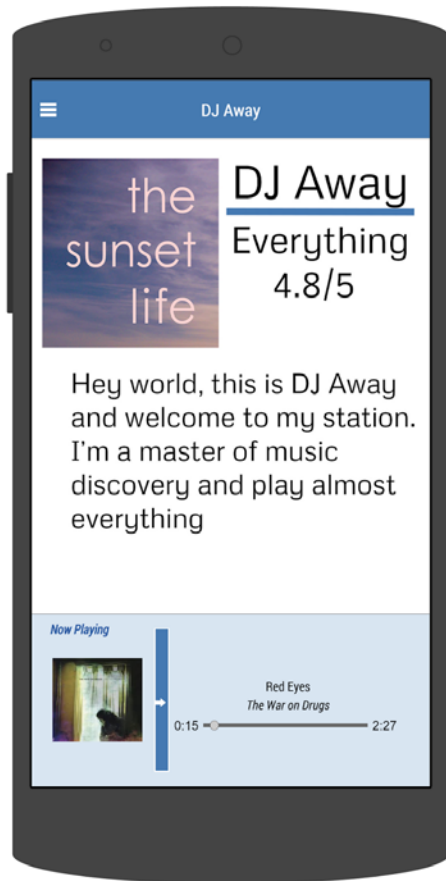 DJ Away
the
sunset
life
DJ Away
Everything
4.8/5
Hey world, this is DJ Away
and welcome to my station.
I'm a master of music
discovery and play almost
everything
Now Playing
Red Eyes
The War on Drugs
0:15
2:27